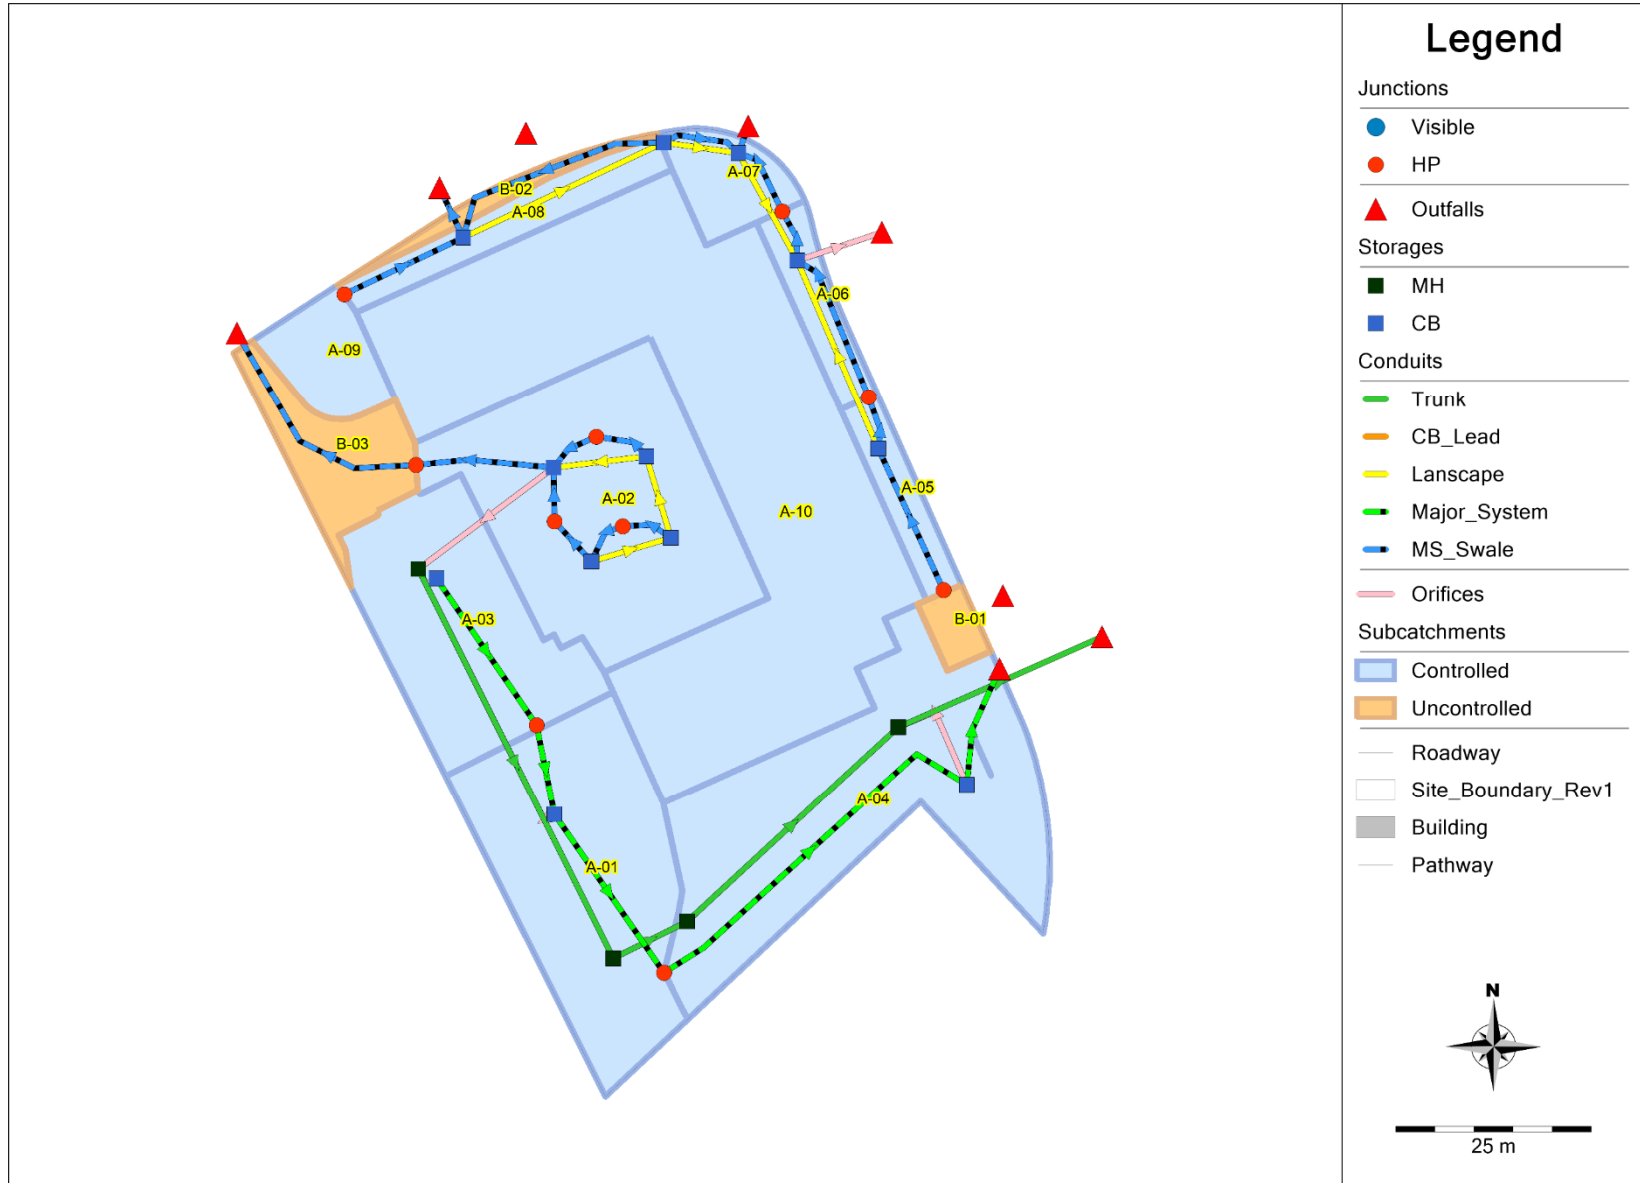 Legend
Junctions
Visible
HP
Outfalls
Storages
MH
CB
Conduits
Trunk
CB_Lead
Lanscape
Major_System
MS_Swale
Orifices
Subcatchments
Controlled
Uncontrolled
Roadway
Site_Boundary_Rev1
Building
Pathway
N
25 m
A-07
B-02
A-08
A-06
A-09
B-03
A-05
A-02
A-10
A-03
B-01
A-04
A-01